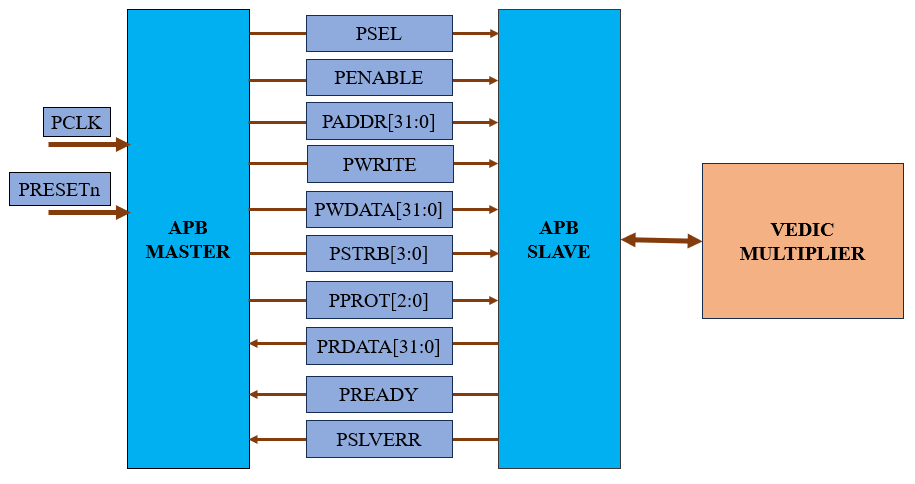 PCLK
PRESETn
APB
MASTER
PSEL
PENABLE
PADDR[31:0]
PWRITE
PWDATA[31:0]
PSTRB[3:0]
PPROT[2:0]
PRDATA[31:0]
PREADY
PSLVERR
APB
SLAVE
VEDIC
MULTIPLIER